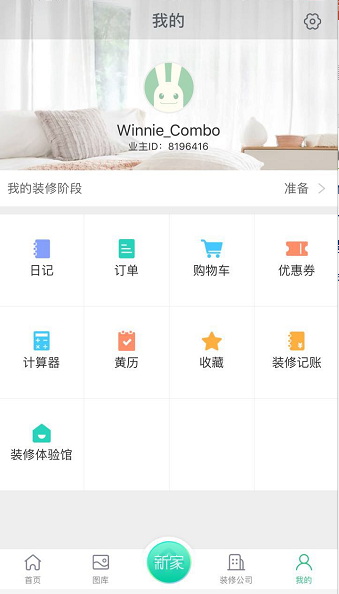 我的
Winnie_Combo
业主ID：8196416
我的装修阶段 准备
日记 订单 购物车 优惠券
计算器 黄历 收藏 装修记账
装修体验馆
首页 图库 新家 装修公司 我的